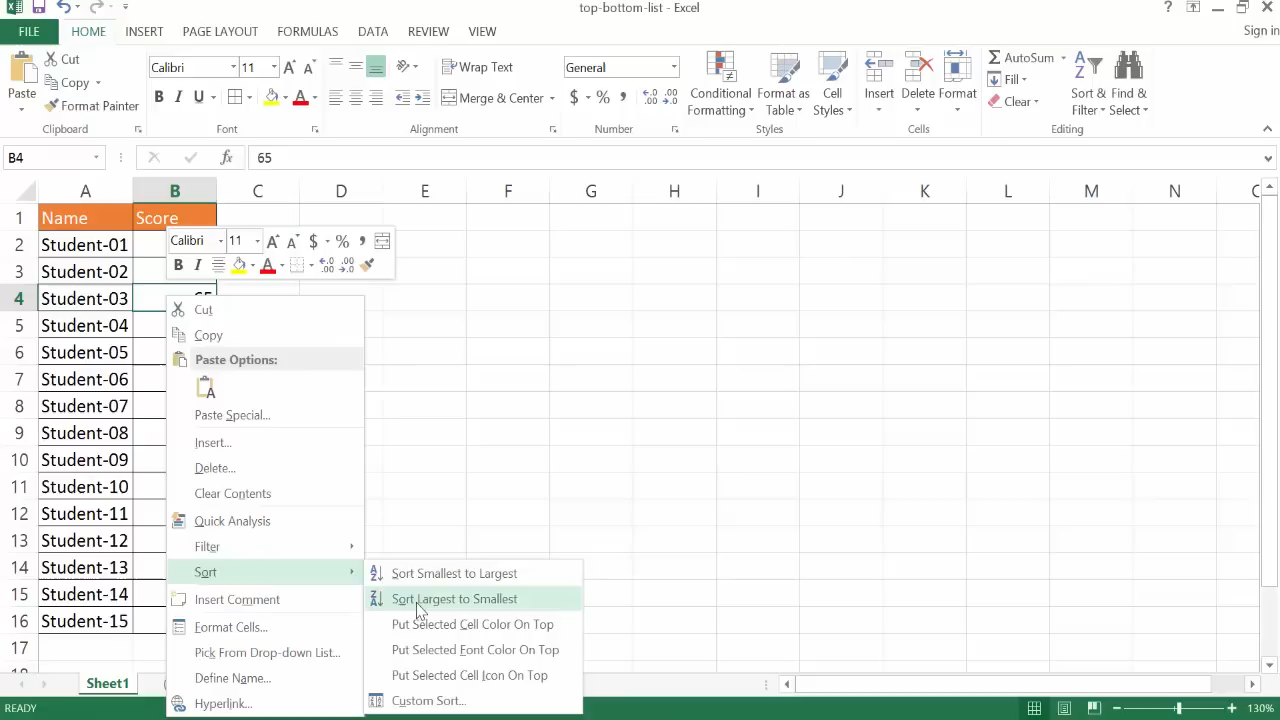 top-bottom-list - Excel
?
FILE HOME INSERT PAGE LAYOUT FORMULAS DATA REVIEW VIEW Sign in
Paste
Cut
Copy
Format Painter
Clipboard
Calibri 11
B I U
Font
Wrap Text
Merge & Center
Alignment
General
$ % ,
Number
Conditional Formatting
Format as Table
Cell Styles
Styles
Insert Delete Format
Cells
AutoSum
Fill
Clear
Sort & Filter
Find & Select
Editing
B4 fx 65
A B C D E F G H I J K L M N
1 Name Score
2 Student-01
3 Student-02
4 Student-03 65
5 Student-04
6 Student-05
7 Student-06
8 Student-07
9 Student-08
10 Student-09
11 Student-10
12 Student-11
13 Student-12
14 Student-13
15 Student-14
16 Student-15
17
Calibri 11 $ % ,
B I A
Cut
Copy
Paste Options:
Paste Special...
Insert...
Delete...
Clear Contents
Quick Analysis
Filter
Sort
Insert Comment
Format Cells...
Pick From Drop-down List...
Define Name...
Hyperlink...
Sort Smallest to Largest
Sort Largest to Smallest
Put Selected Cell Color On Top
Put Selected Font Color On Top
Put Selected Cell Icon On Top
Custom Sort...
Sheet1
READY 130%